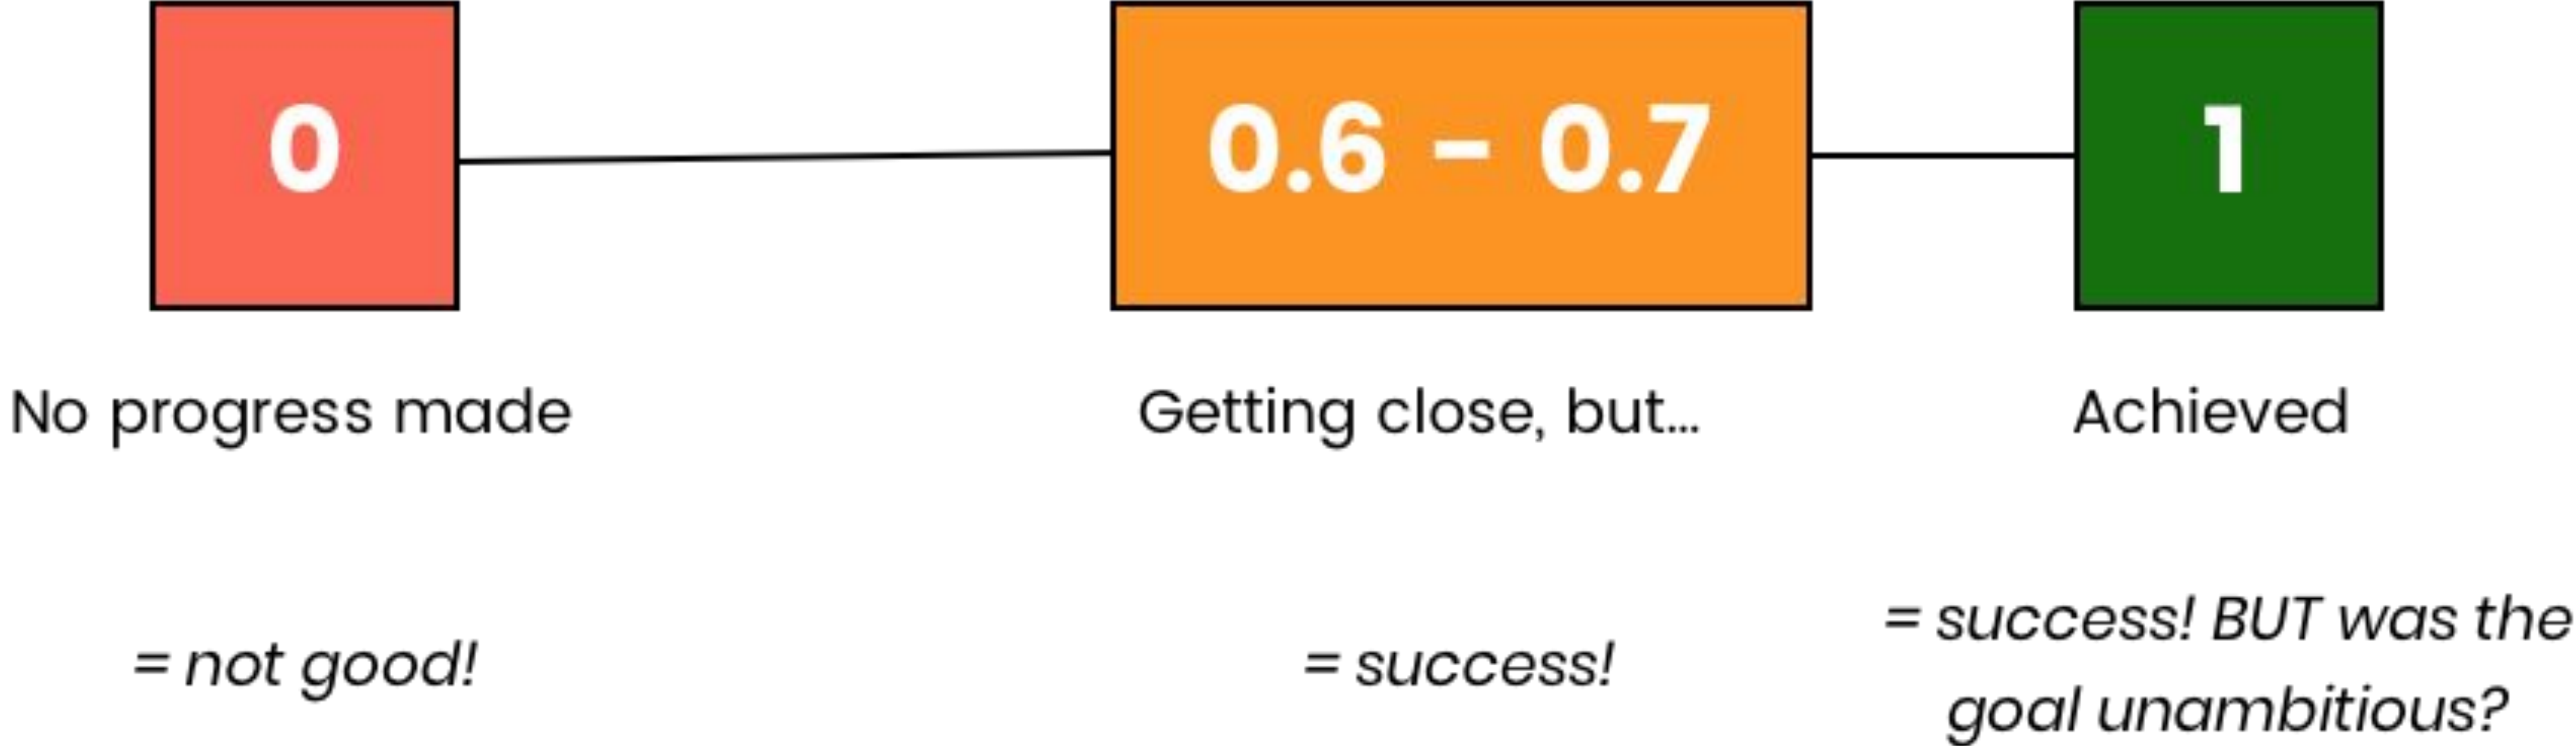 0
0.6 - 0.7
1
No progress made
Getting close, but...
Achieved
= not good!
= success!
= success! BUT was the
goal unambitious?